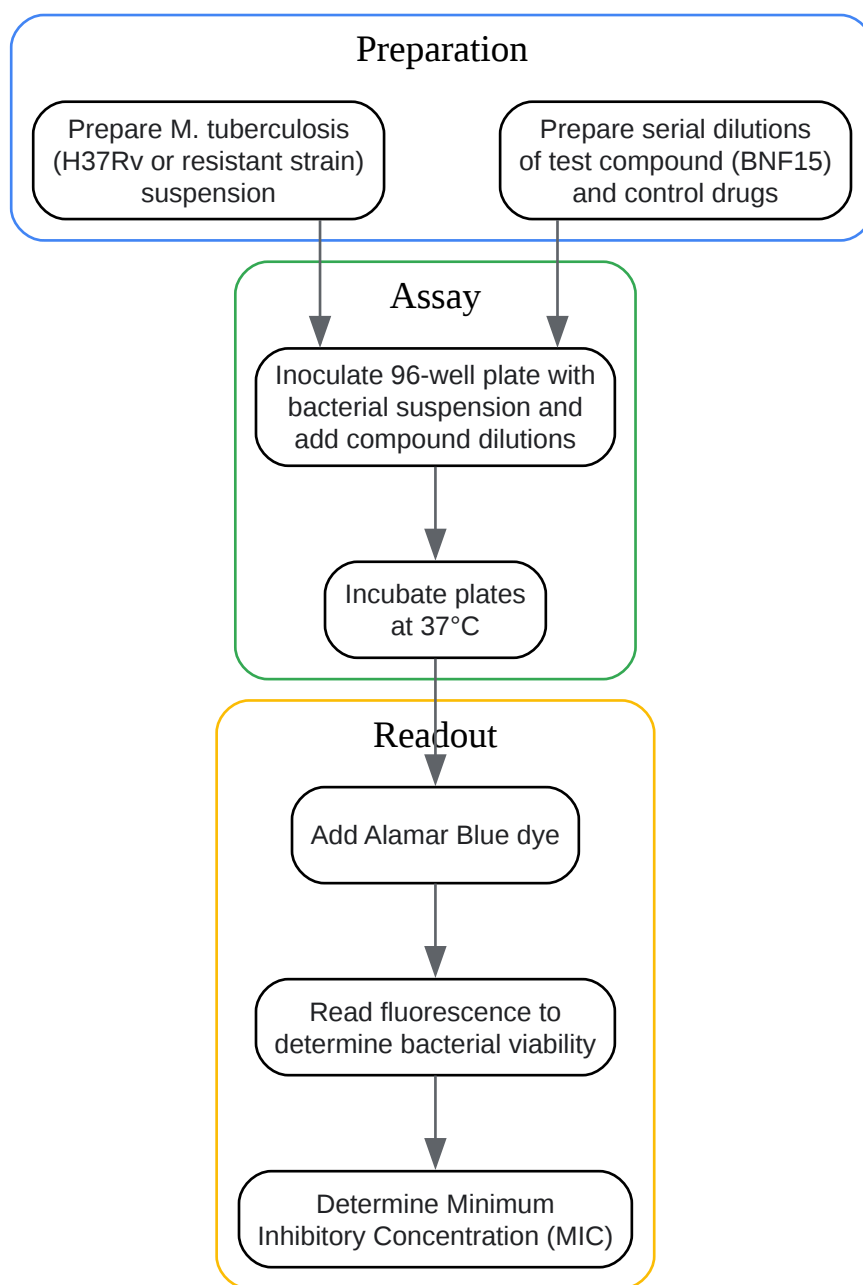 Preparation
Prepare M. tuberculosis
(H37Rv or resistant strain)
suspension
Prepare serial dilutions
of test compound (BNF15)
and control drugs
Assay
Inoculate 96-well plate with
bacterial suspension and
add compound dilutions
Incubate plates
at 37°C
Readout
Add Alamar Blue dye
Read fluorescence to
determine bacterial viability
Determine Minimum
Inhibitory Concentration (MIC)